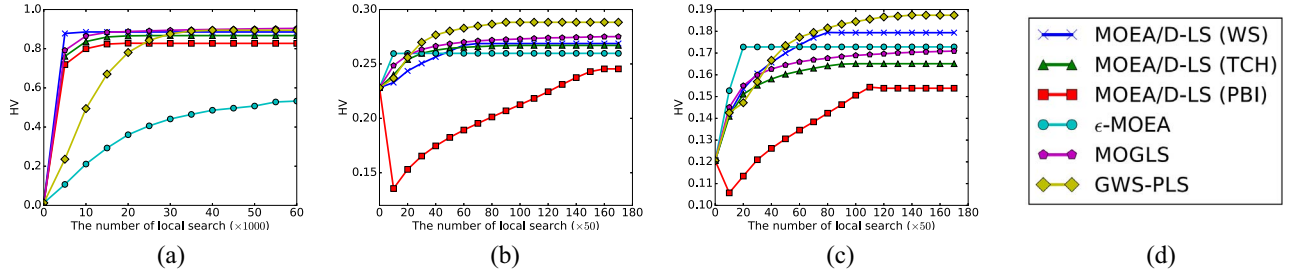 1.0
0.8
0.6
0.4
0.2
0.0
HV
0 10 20 30 40 50 60
The number of local search (×1000)
(a)
0.30
0.25
0.20
0.15
HV
0 20 40 60 80 100 120 140 160 180
The number of local search (×50)
(b)
0.19
0.18
0.17
0.16
0.15
0.14
0.13
0.12
0.11
0.10
HV
0 20 40 60 80 100 120 140 160 180
The number of local search (×50)
(c)
MOEA/D-LS (WS)
MOEA/D-LS (TCH)
MOEA/D-LS (PBI)
ϵ-MOEA
MOGLS
GWS-PLS
(d)